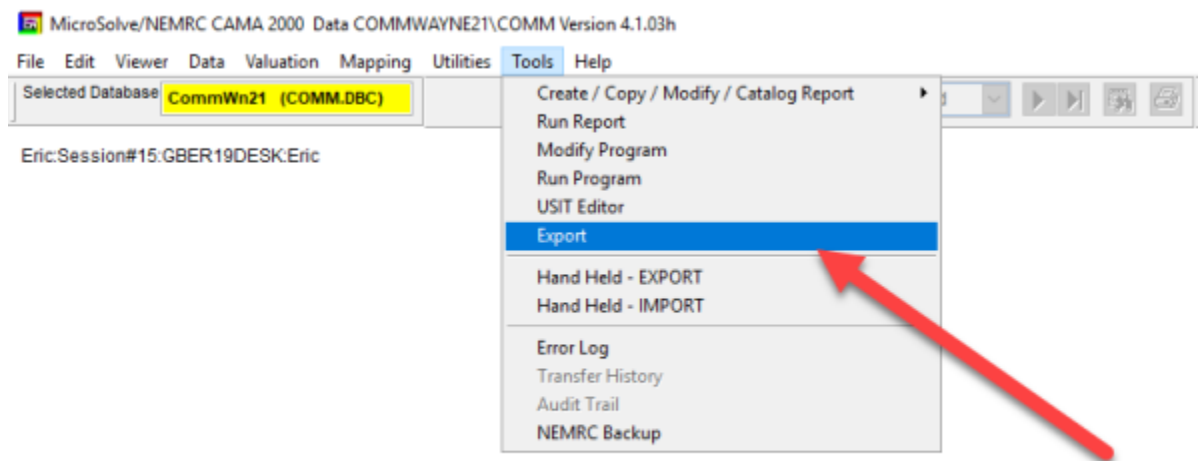 MicroSolve/NEMRC CAMA 2000 Data COMMWAYNE21\COMM Version 4.1.03h
File Edit Viewer Data Valuation Mapping Utilities Tools Help
Selected Database CommWn21 (COMM.DBC)
Eric:Session#15:GBER19DESK:Eric
Create / Copy / Modify / Catalog Report
Run Report
Modify Program
Run Program
USIT Editor
Export
Hand Held - EXPORT
Hand Held - IMPORT
Error Log
Transfer History
Audit Trail
NEMRC Backup